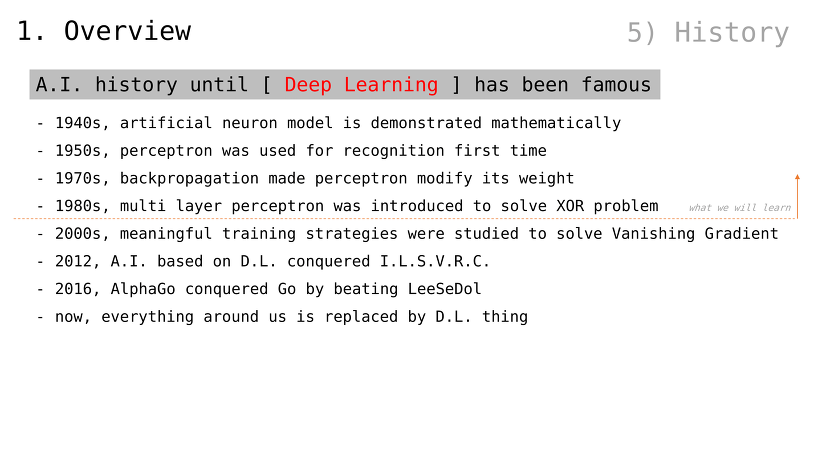 1. Overview
5) History
A.I. history until [ Deep Learning ] has been famous
- 1940s, artificial neuron model is demonstrated mathematically
- 1950s, perceptron was used for recognition first time
- 1970s, backpropagation made perceptron modify its weight
- 1980s, multi layer perceptron was introduced to solve XOR problem
what we will learn
- 2000s, meaningful training strategies were studied to solve Vanishing Gradient
- 2012, A.I. based on D.L. conquered I.L.S.V.R.C.
- 2016, AlphaGo conquered Go by beating LeeSeDol
- now, everything around us is replaced by D.L. thing